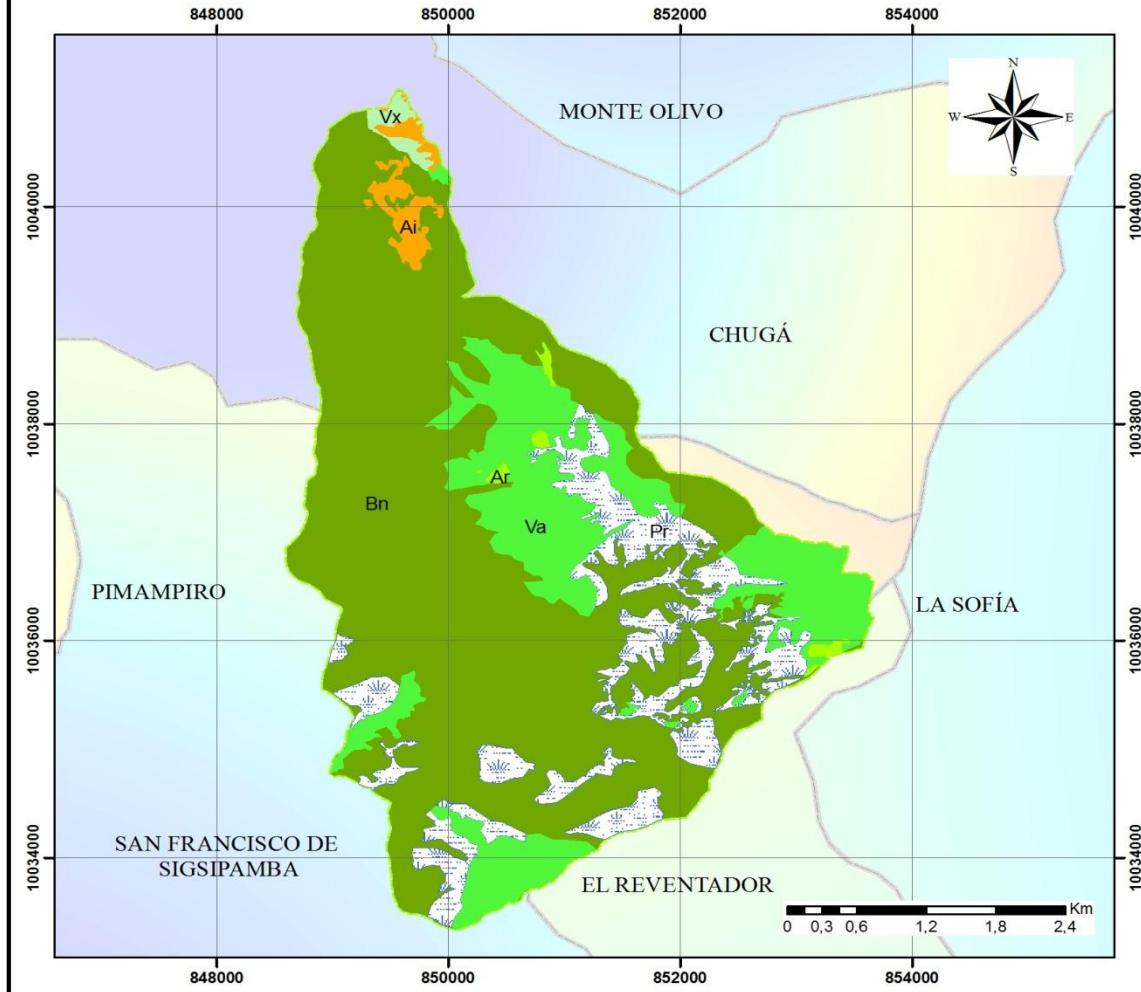 848000 850000 852000 854000
N
W E
S
MONTE OLIVO
Vx
10040000 10040000
Ai
CHUGÁ
10038000 10038000
Ar
Bn
Va
Pr
PIMAMPIRO
LA SOFÍA
10036000 10036000
SAN FRANCISCO DE
SIGSIPAMBA
10034000 10034000
EL REVENTADOR
Km
0 0,3 0,6 1,2 1,8 2,4
848000 850000 852000 854000